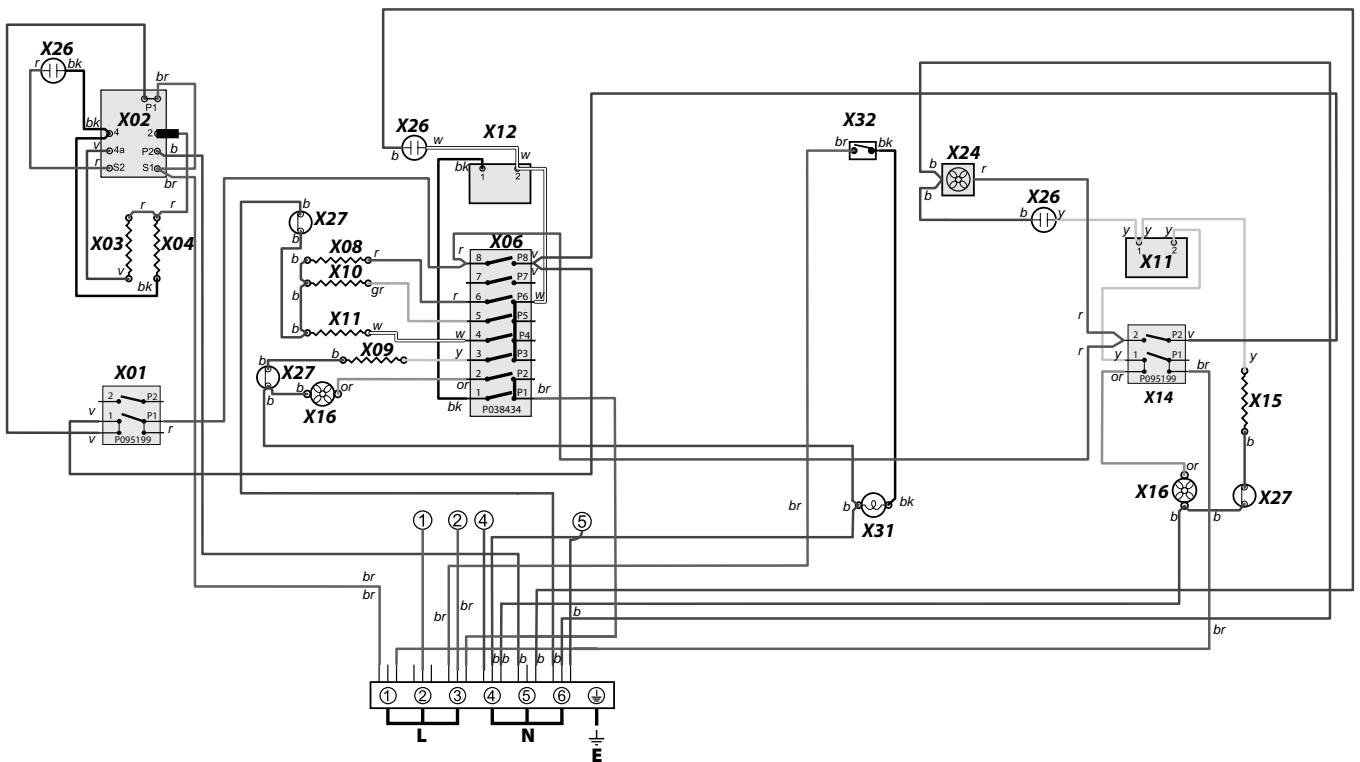 X26
r
bk
br
P1
X02
bk
4
2
v
4a
P2
b
r
S2
S1
br
r
r
X03
X04
v
bk
X01
2
P2
v
1
P1
v
r
P095199
b
X27
b
b
X08
r
X10
b
gr
b
X11
w
b
X09
b
X27
b
b
or
X16
X26
b
w
X12
w
bk
1
2
X06
r
8
P8
v
7
P7
v
r
6
P6
w
5
P5
w
4
P4
y
3
P3
2
P2
or
br
1
P1
bk
P038434
X32
br
bk
br
b
bk
X31
b
X24
r
b
X26
b
y
y
y
y
1
2
X11
r
2
P2
v
r
y
1
P1
br
or
P095199
X14
y
X15
b
or
X16
X27
b
b
br
1
2
4
5
br
br
br
br
b
b
b
b
b
b
1
2
3
4
5
6
L
N
E